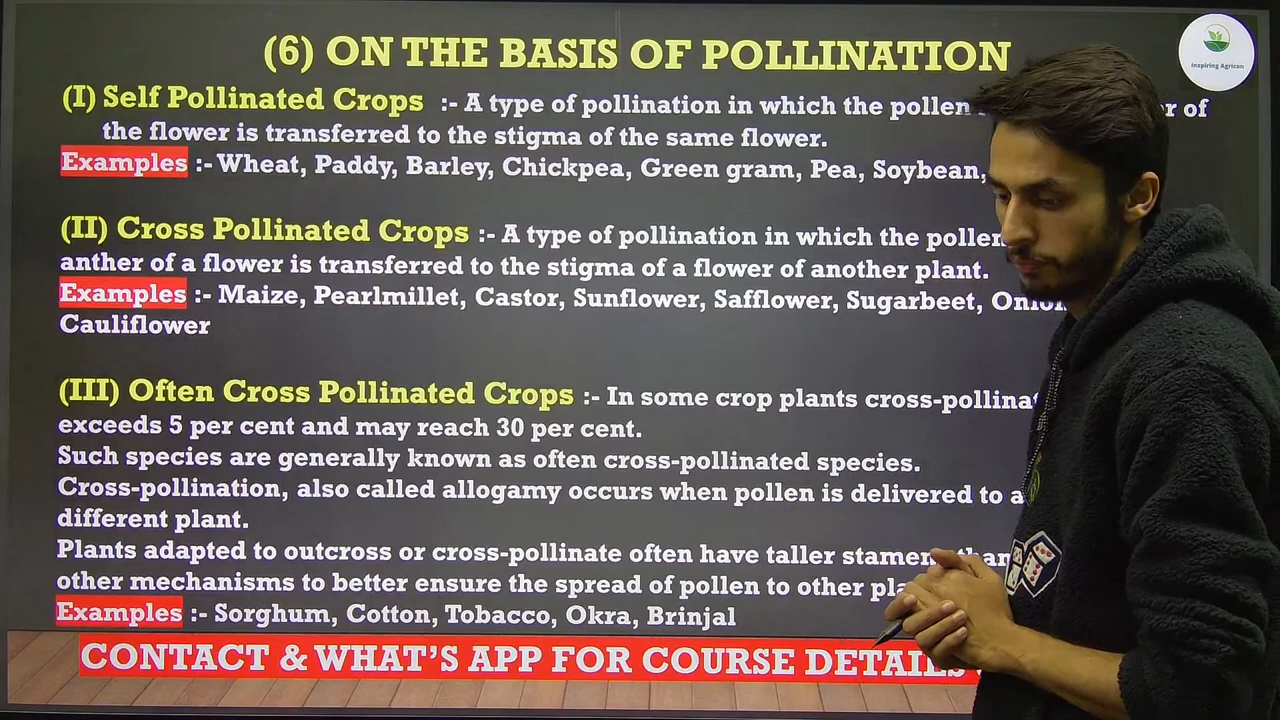 (6) ON THE BASIS OF POLLINATION
Inspiring Agricon
(I) Self Pollinated Crops :- A type of pollination in which the pollen of
the flower is transferred to the stigma of the same flower.
Examples :- Wheat, Paddy, Barley, Chickpea, Green gram, Pea, Soybean,
(II) Cross Pollinated Crops :- A type of pollination in which the pollen
anther of a flower is transferred to the stigma of a flower of another plant.
Examples :- Maize, Pearlmillet, Castor, Sunflower, Safflower, Sugarbeet, Onion
Cauliflower
(III) Often Cross Pollinated Crops :- In some crop plants
exceeds 5 per cent and may reach 30 per cent.
Such species are generally known as often cross-pollinated species.
Cross-pollination, also called allogamy occurs when pollen is delivered to a
different plant.
Plants adapted to outcross or cross-pollinate often have taller than
other mechanisms to better ensure the spread of pollen to other
Examples :- Sorghum, Cotton, Tobacco, Okra, Brinjal
CONTACT & WHAT'S APP FOR COURSE DETAILS